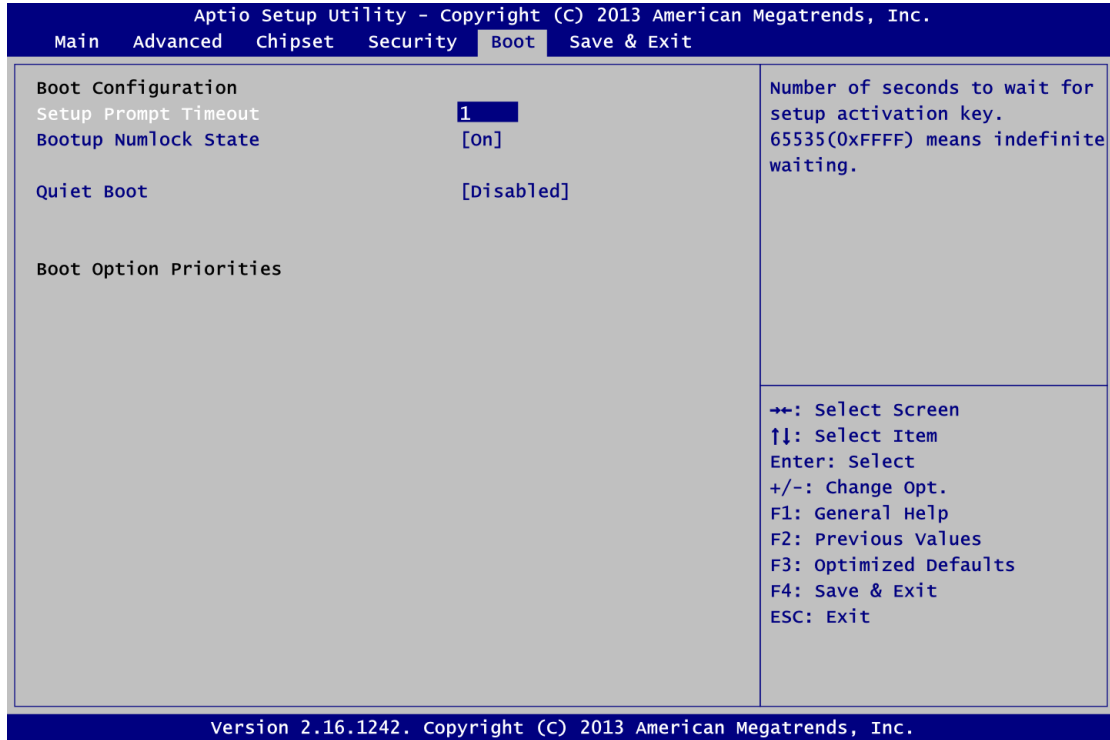 Aptio Setup Utility - Copyright (C) 2013 American Megatrends, Inc.
Main Advanced Chipset Security Boot Save & Exit
Boot Configuration
Setup Prompt Timeout 1
Bootup Numlock State [On]
Quiet Boot [Disabled]
Boot Option Priorities
Number of seconds to wait for
setup activation key.
65535(0xFFFF) means indefinite
waiting.
→←: Select Screen
↑↓: Select Item
Enter: Select
+/-: Change Opt.
F1: General Help
F2: Previous Values
F3: Optimized Defaults
F4: Save & Exit
ESC: Exit
Version 2.16.1242. Copyright (C) 2013 American Megatrends, Inc.